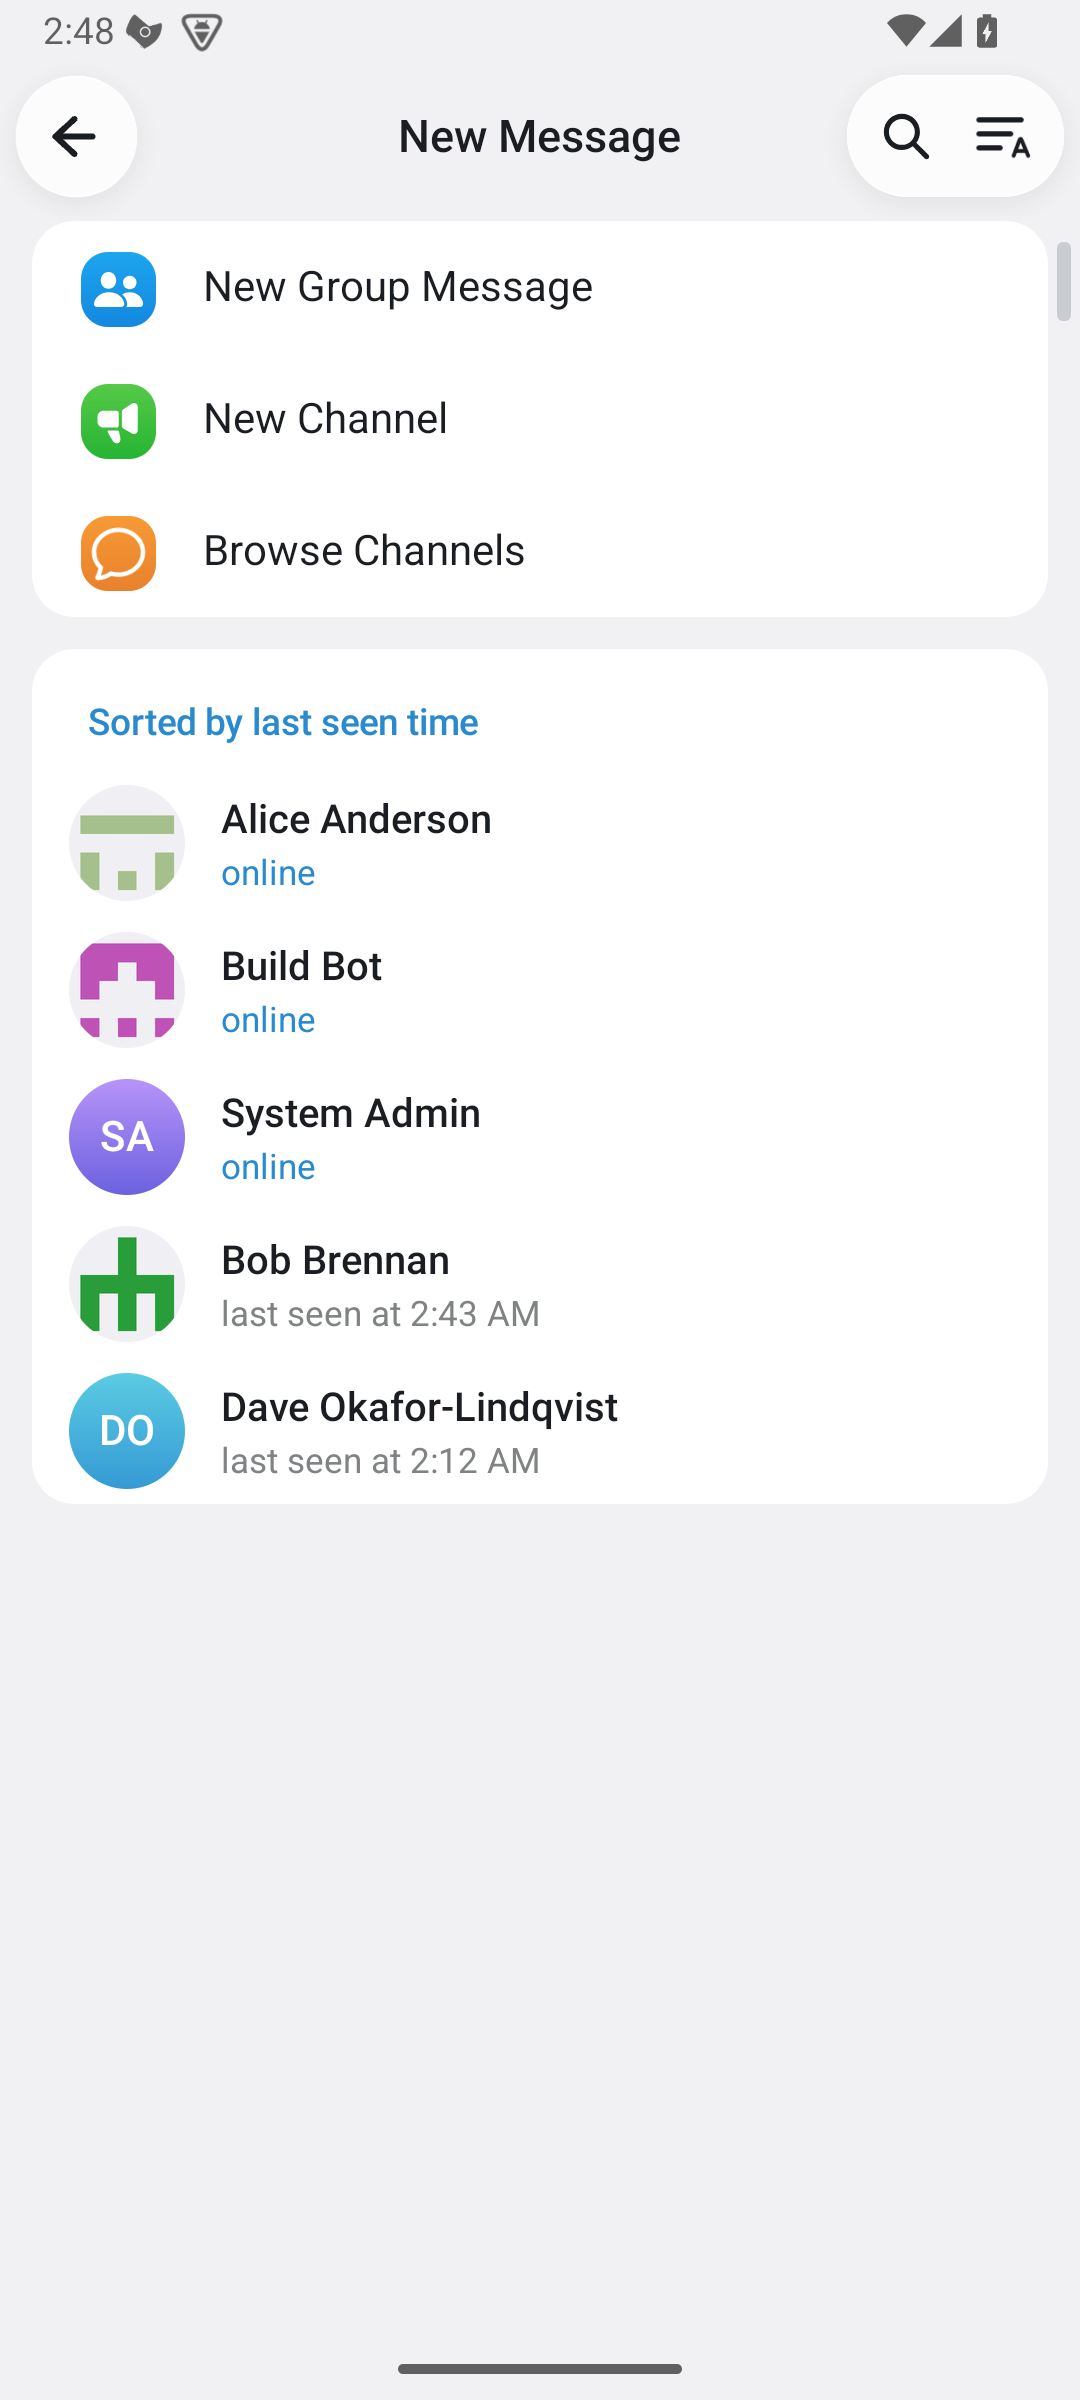 2:48
New Message
A
New Group Message
New Channel
Browse Channels
Sorted by last seen time
Alice Anderson
online
Build Bot
online
SA
System Admin
online
Bob Brennan
last seen at 2:43 AM
DO
Dave Okafor-Lindqvist
last seen at 2:12 AM